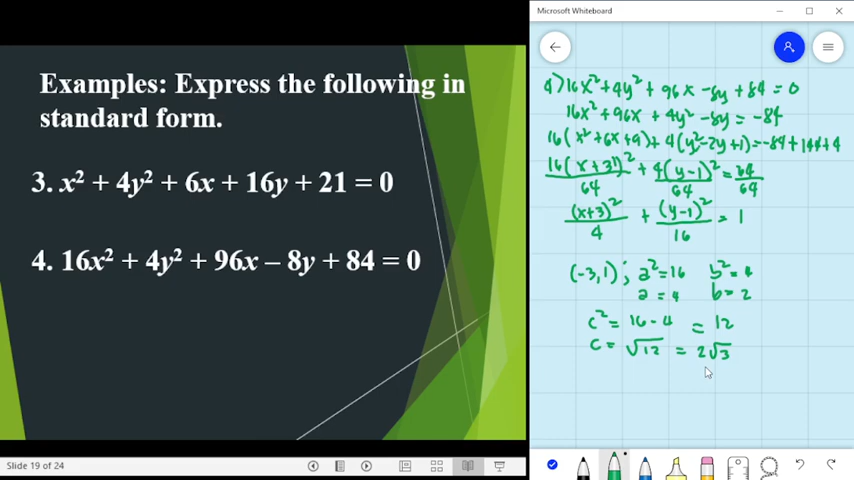 Microsoft Whiteboard
Examples: Express the following in
standard form.
3. x² + 4y² + 6x + 16y + 21 = 0
4. 16x² + 4y² + 96x – 8y + 84 = 0
Slide 19 of 24
4) 16x² + 4y² + 96x - 8y + 84 = 0
16x² + 96x + 4y² - 8y = -84
16(x² + 6x + 9) + 4(y² - 2y + 1) = -84 + 144 + 4
16(x+3)²/64 + 4(y-1)²/64 = 64/64
(x+3)²/4 + (y-1)²/16 = 1
(-3,1); a² = 16 b² = 4
a = 4 b = 2
c² = 16 - 4 = 12
c = √12 = 2√3